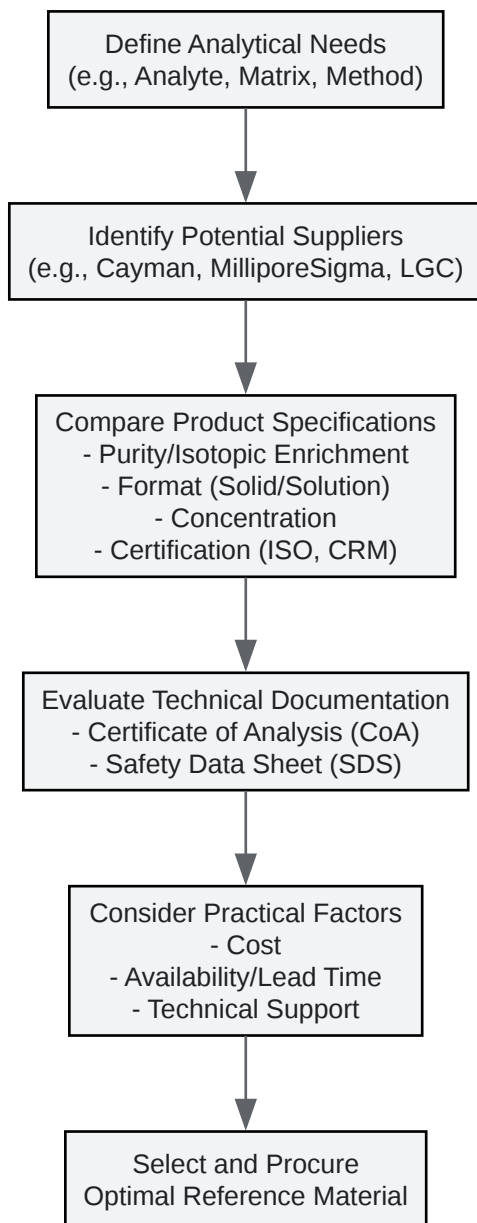 Define Analytical Needs
(e.g., Analyte, Matrix, Method)
Identify Potential Suppliers
(e.g., Cayman, MilliporeSigma, LGC)
Compare Product Specifications
- Purity/Isotopic Enrichment
- Format (Solid/Solution)
- Concentration
- Certification (ISO, CRM)
Evaluate Technical Documentation
- Certificate of Analysis (CoA)
- Safety Data Sheet (SDS)
Consider Practical Factors
- Cost
- Availability/Lead Time
- Technical Support
Select and Procure
Optimal Reference Material